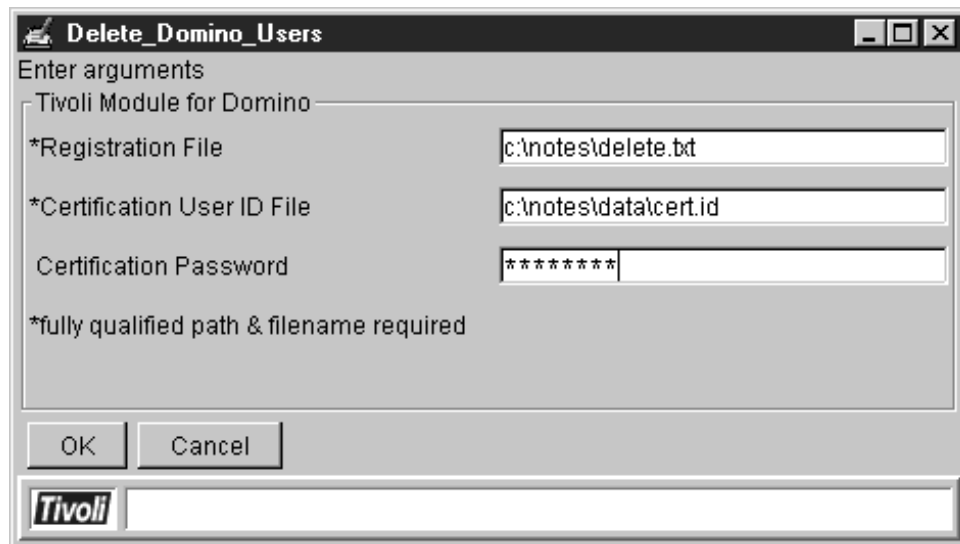 Delete_Domino_Users
Enter arguments
Tivoli Module for Domino
*Registration File c:\notes\delete.txt
*Certification User ID File c:\notes\data\cert.id
Certification Password ********
*fully qualified path & filename required
OK Cancel
Tivoli